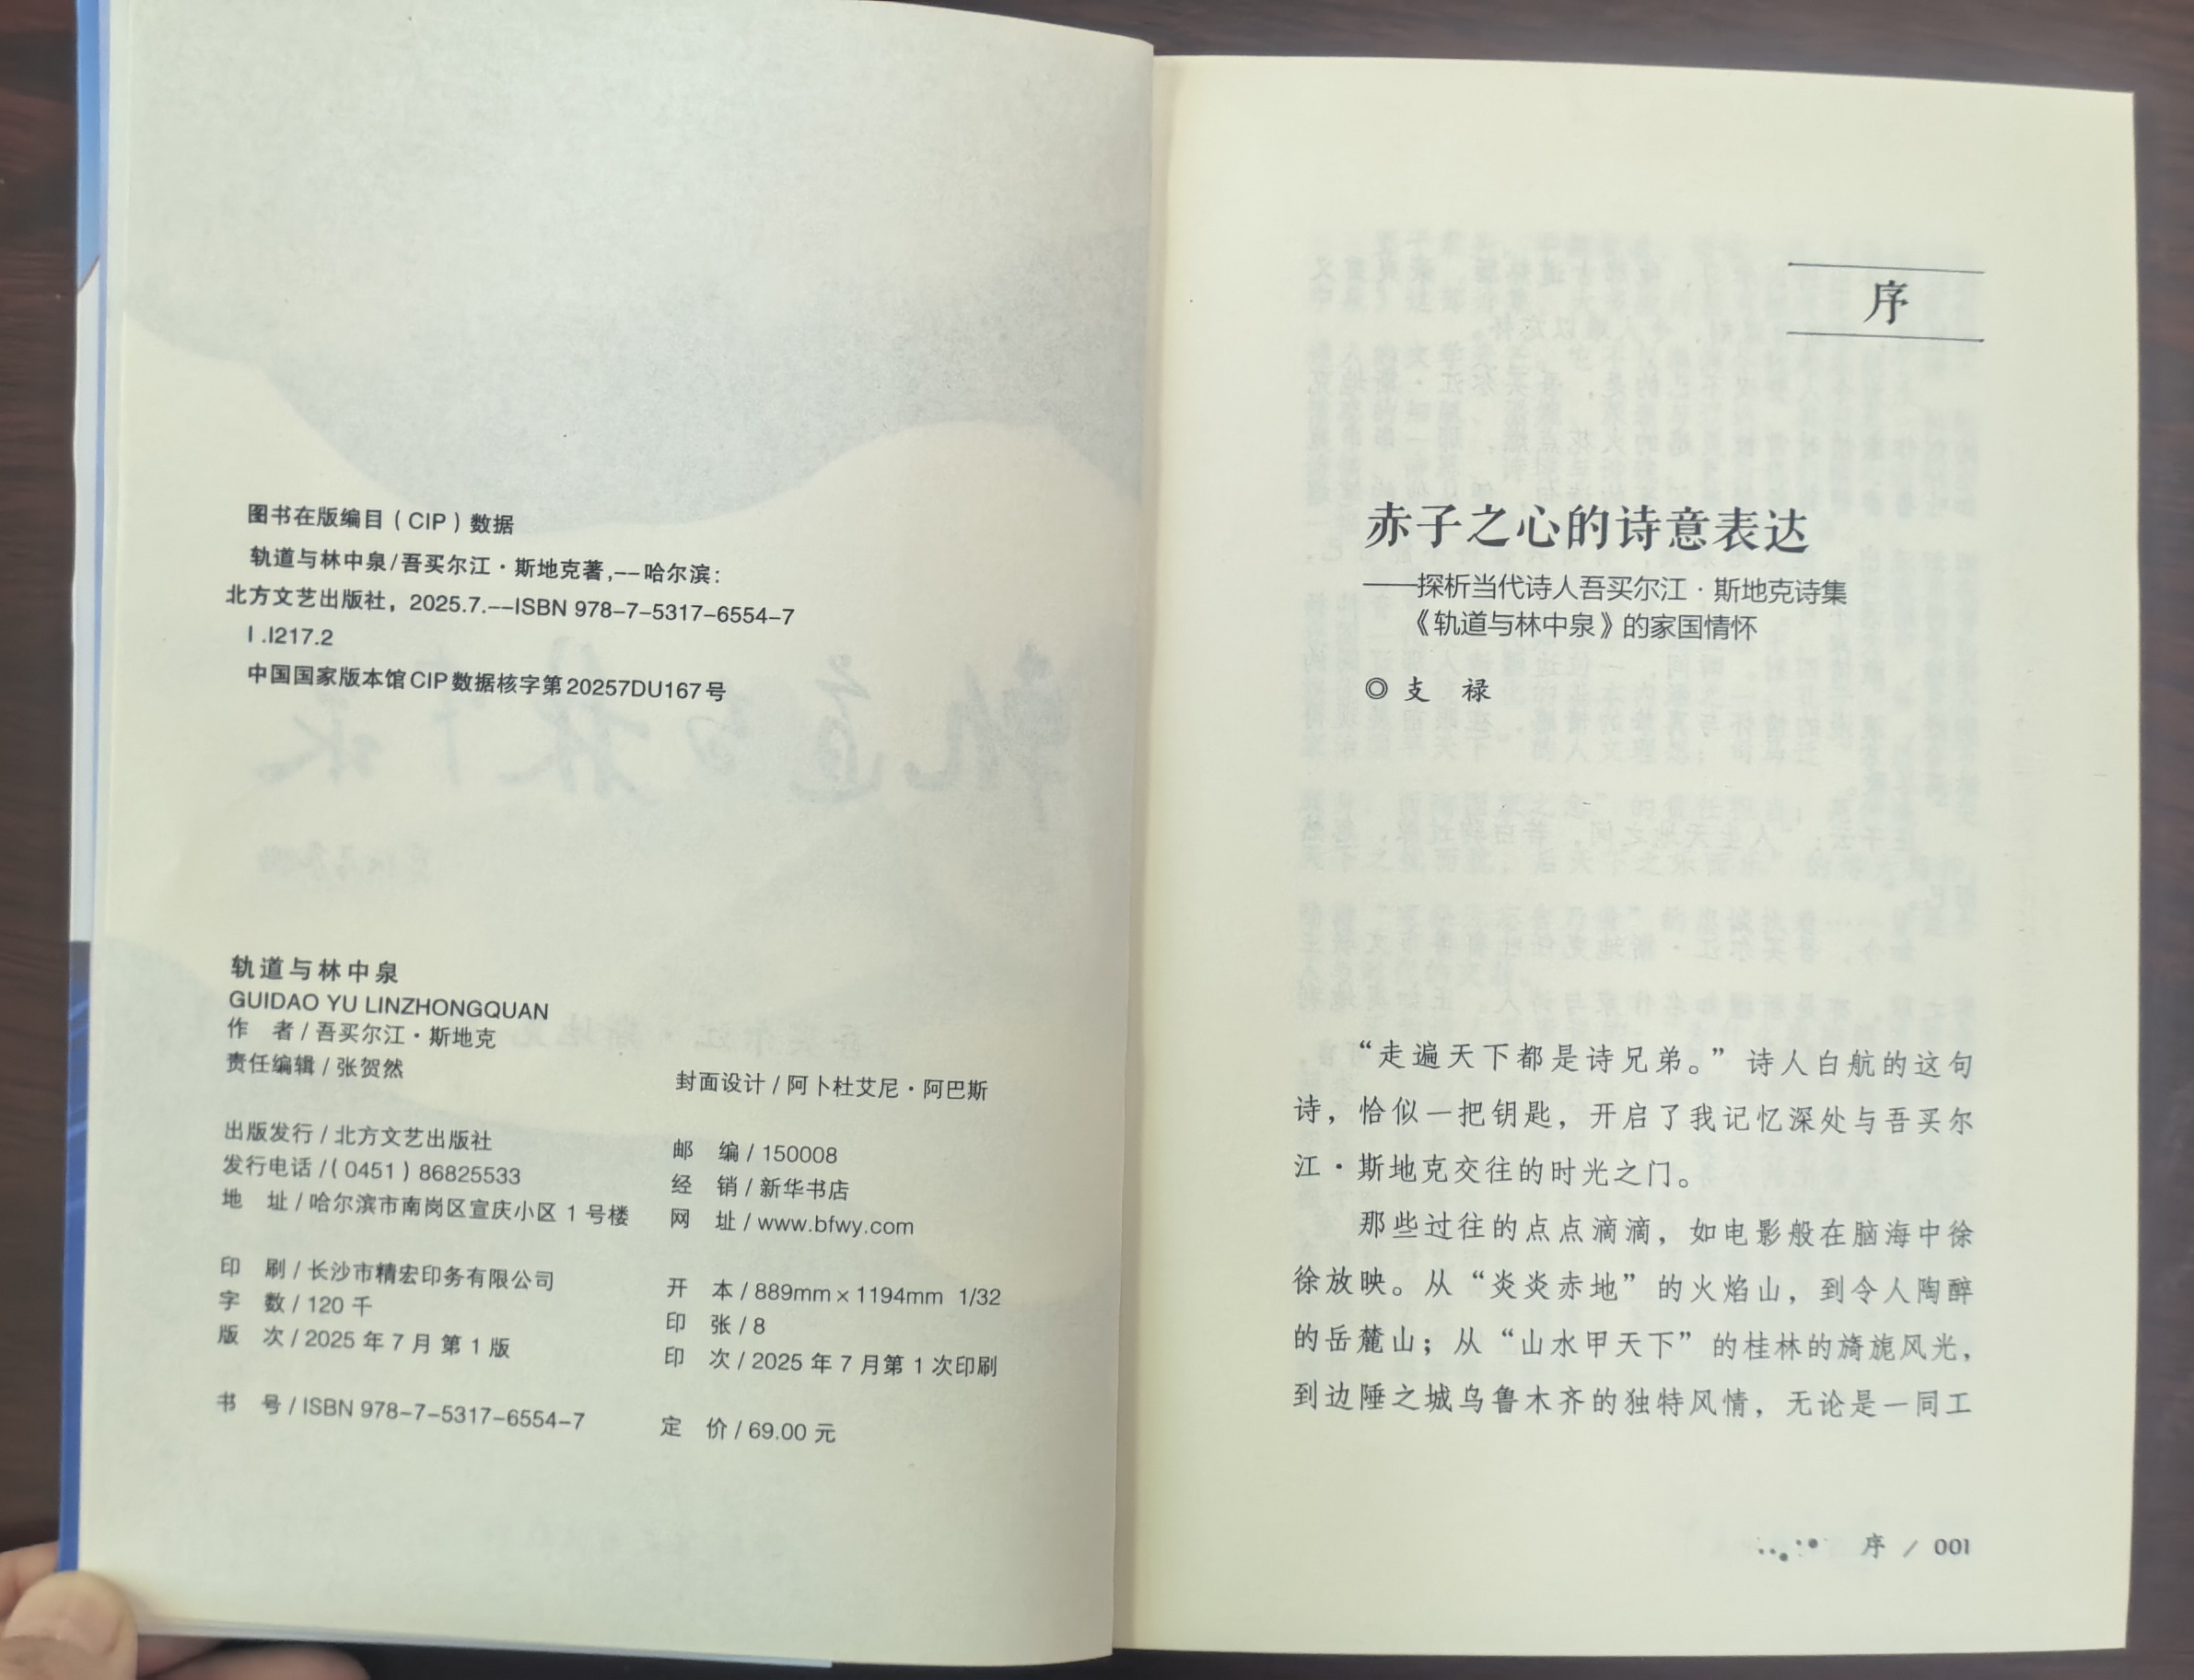 图书在版编目（CIP）数据
轨道与林中泉/吾买尔江·斯地克著,--哈尔滨：
北方文艺出版社，2025.7.--ISBN 978-7-5317-6554-7
Ⅰ.I217.2
中国国家版本馆CIP数据核字第20257DU167号
轨道与林中泉
GUIDAO YU LINZHONGQUAN
作　者/吾买尔江·斯地克
责任编辑/张贺然
封面设计/阿卜杜艾尼·阿巴斯
出版发行/北方文艺出版社
邮　编/150008
发行电话/(0451)86825533
经　销/新华书店
地　址/哈尔滨市南岗区宣庆小区1号楼
网　址/www.bfwy.com
印　刷/长沙市精宏印务有限公司
开　本/889mm×1194mm 1/32
字　数/120千
印　张/8
版　次/2025年7月第1版
印　次/2025年7月第1次印刷
书　号/ISBN 978-7-5317-6554-7
定　价/69.00元
序
赤子之心的诗意表达
——探析当代诗人吾买尔江·斯地克诗集
《轨道与林中泉》的家国情怀
◎ 支　禄
“走遍天下都是诗兄弟。”诗人白航的这句
诗，恰似一把钥匙，开启了我记忆深处与吾买尔
江·斯地克交往的时光之门。
那些过往的点点滴滴，如电影般在脑海中徐
徐放映。从“炎炎赤地”的火焰山，到令人陶醉
的岳麓山；从“山水甲天下”的桂林的旖旎风光，
到边陲之城乌鲁木齐的独特风情，无论是一同工
序 / 001